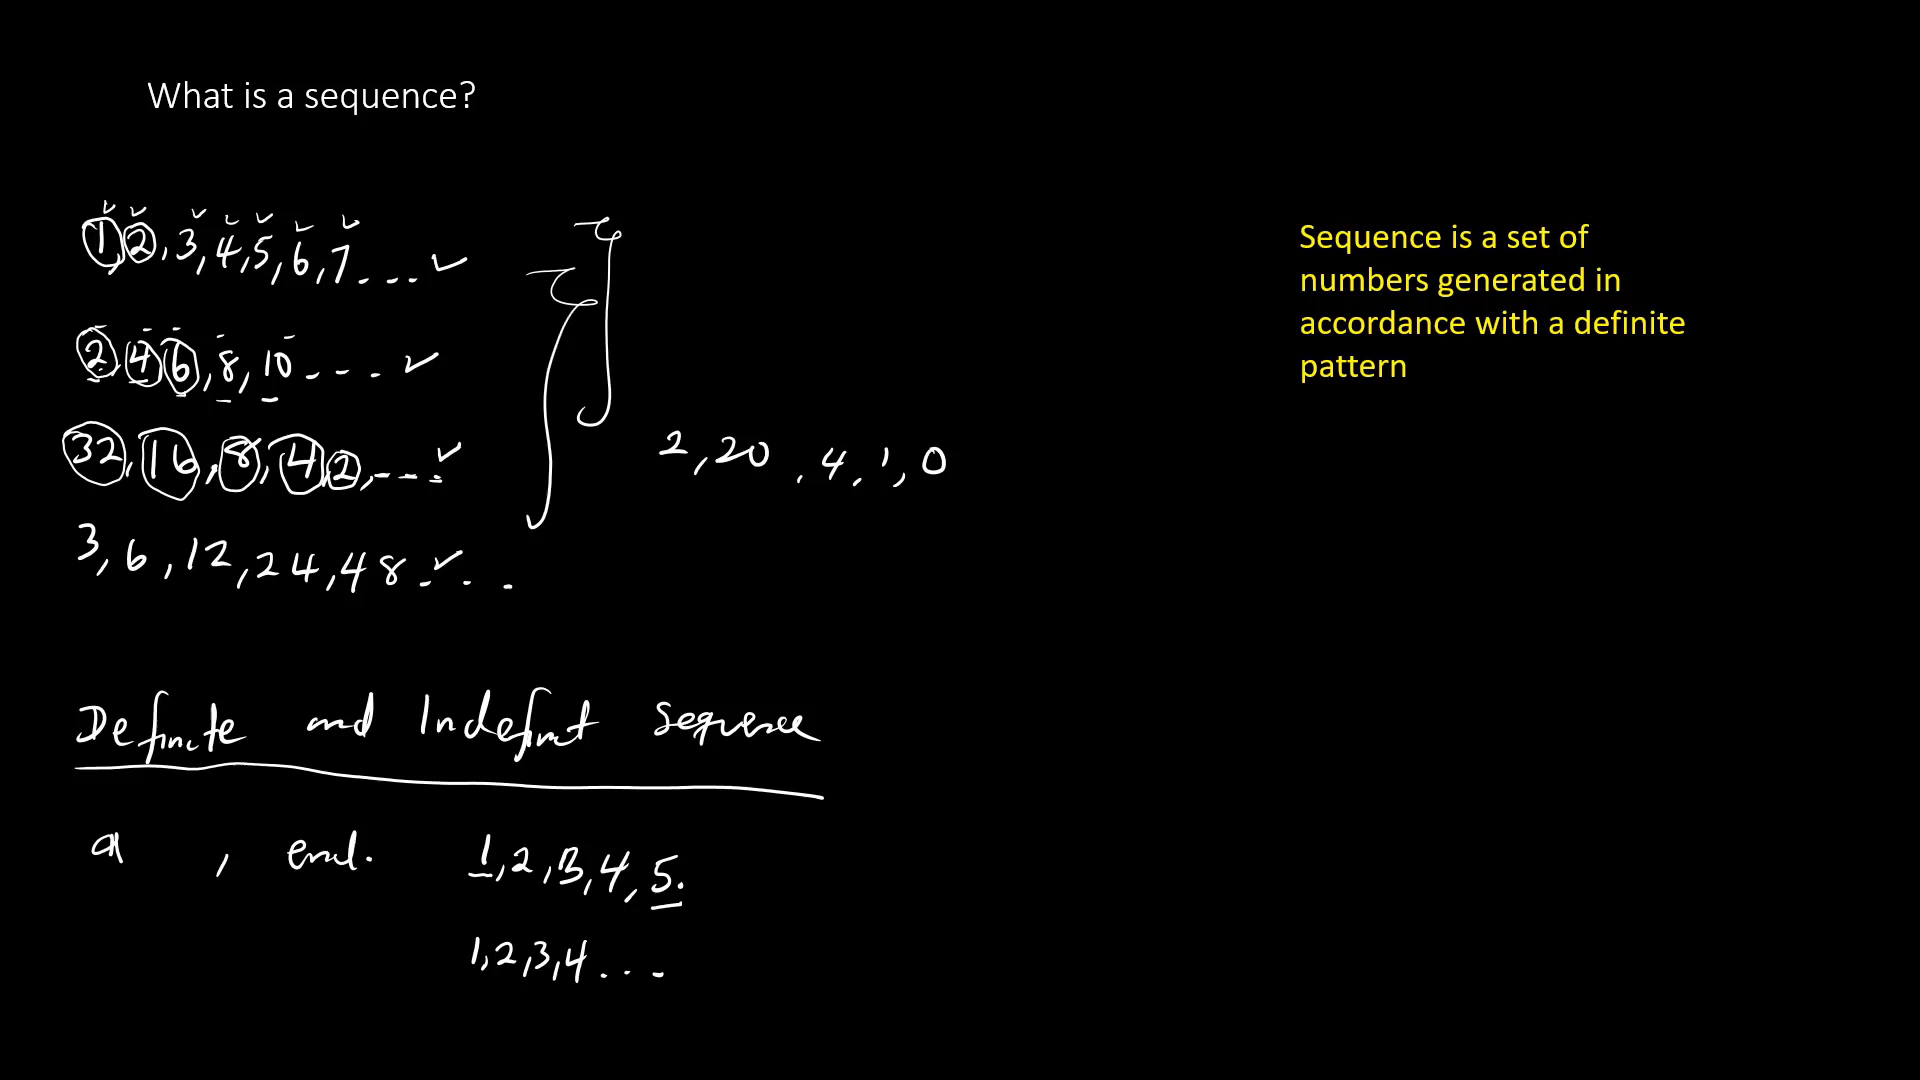 What is a sequence?
1, 2, 3, 4, 5, 6, 7 . . .
2, 4, 6, 8, 10 - - - .
32, 16, 8, 4, 2, - - - .
2, 20, 4, 1, 0
3, 6, 12, 24, 48 . . .
Sequence is a set of
numbers generated in
accordance with a definite
pattern
Definite and Indefinit sequence
a , end. 1, 2, 3, 4, 5.
1, 2, 3, 4 . . .